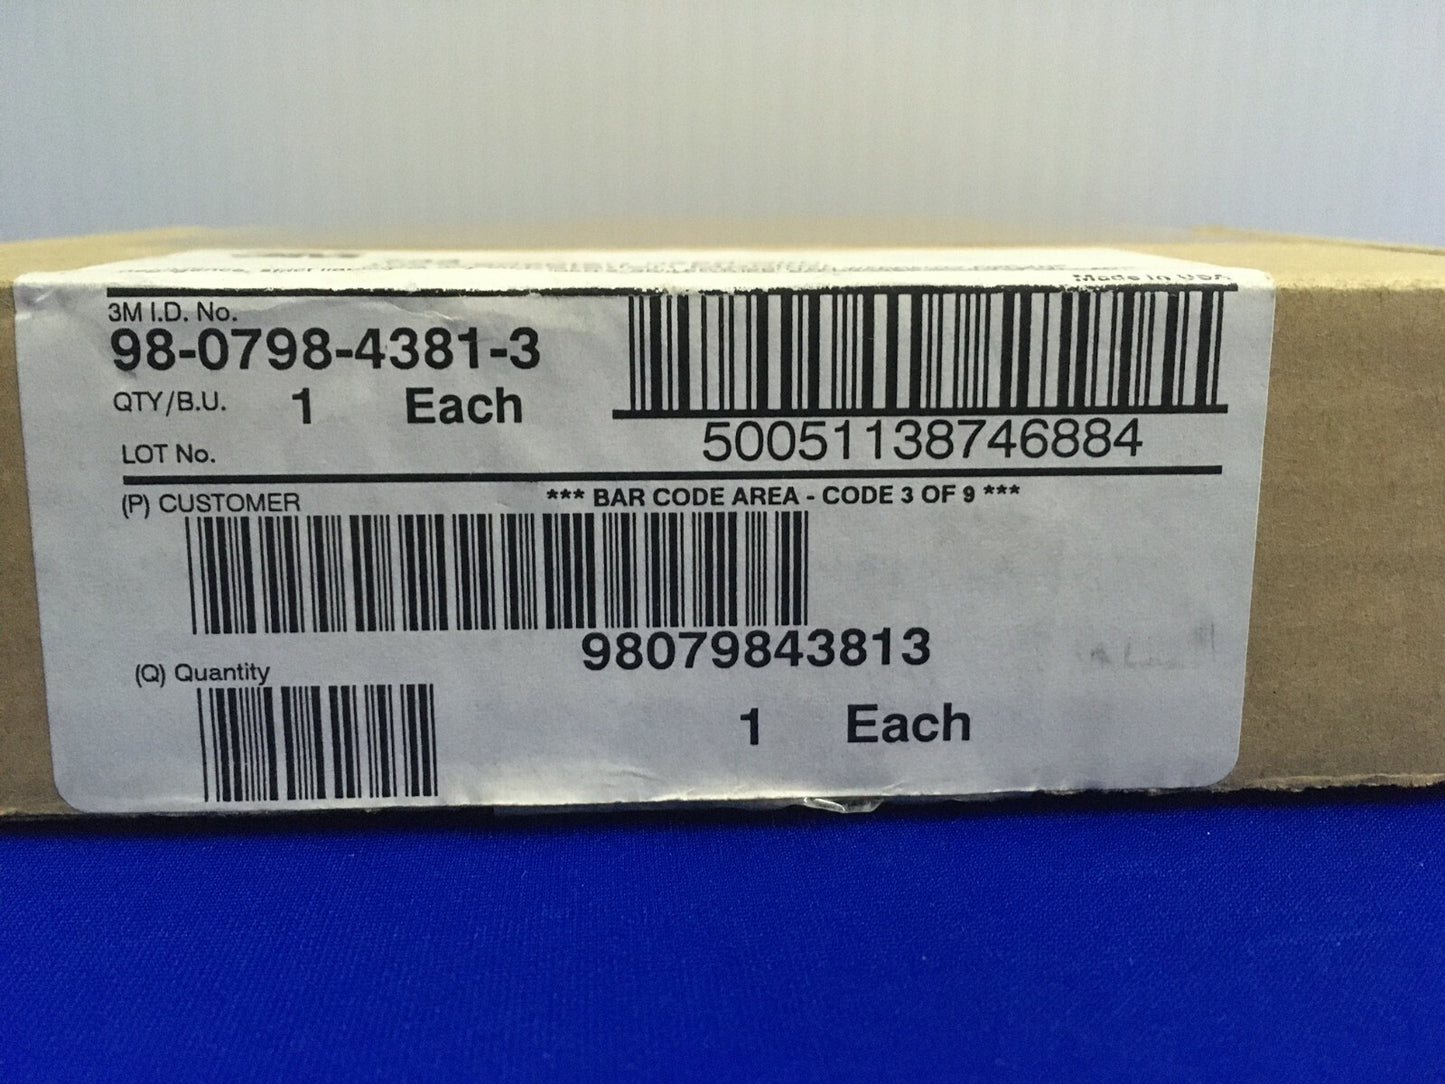 Made in USA
3M I.D. No.
98-0798-4381-3
QTY/B.U. 1 Each
50051138746884
LOT No.
(P) CUSTOMER *** BAR CODE AREA - CODE 3 OF 9 ***
98079843813
(Q) Quantity
1 Each